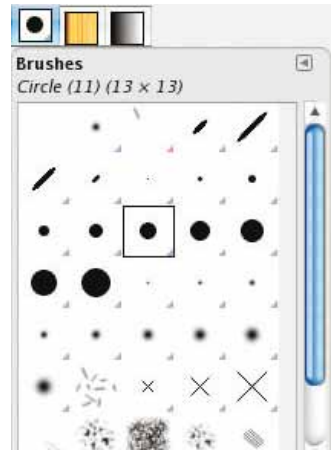 Brushes
Circle (11) (13 × 13)